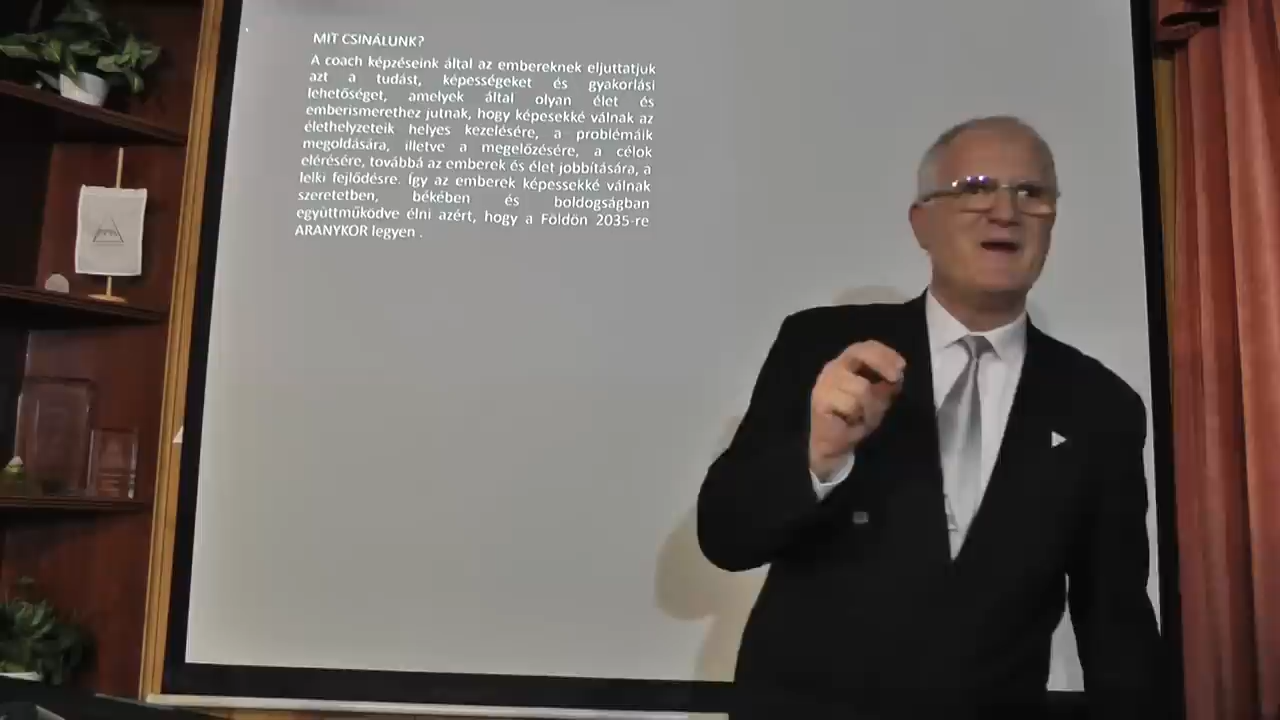 MIT CSINÁLUNK?
A coach képzéseink által az embereknek eljuttatjuk
azt a tudást, képességeket és gyakorlási
lehetőséget, amelyek által olyan élet és
emberismerethez jutnak, hogy képesekké válnak az
élethelyzeteik helyes kezelésére, a problémáik
megoldására, illetve a megelőzésére, a célok
elérésére, továbbá az emberek és élet jobbítására, a
lelki fejlődésre. Így az emberek képessekké válnak
szeretetben, békében és boldogságban
együttműködve élni azért, hogy a Földön 2035-re
ARANYKOR legyen .